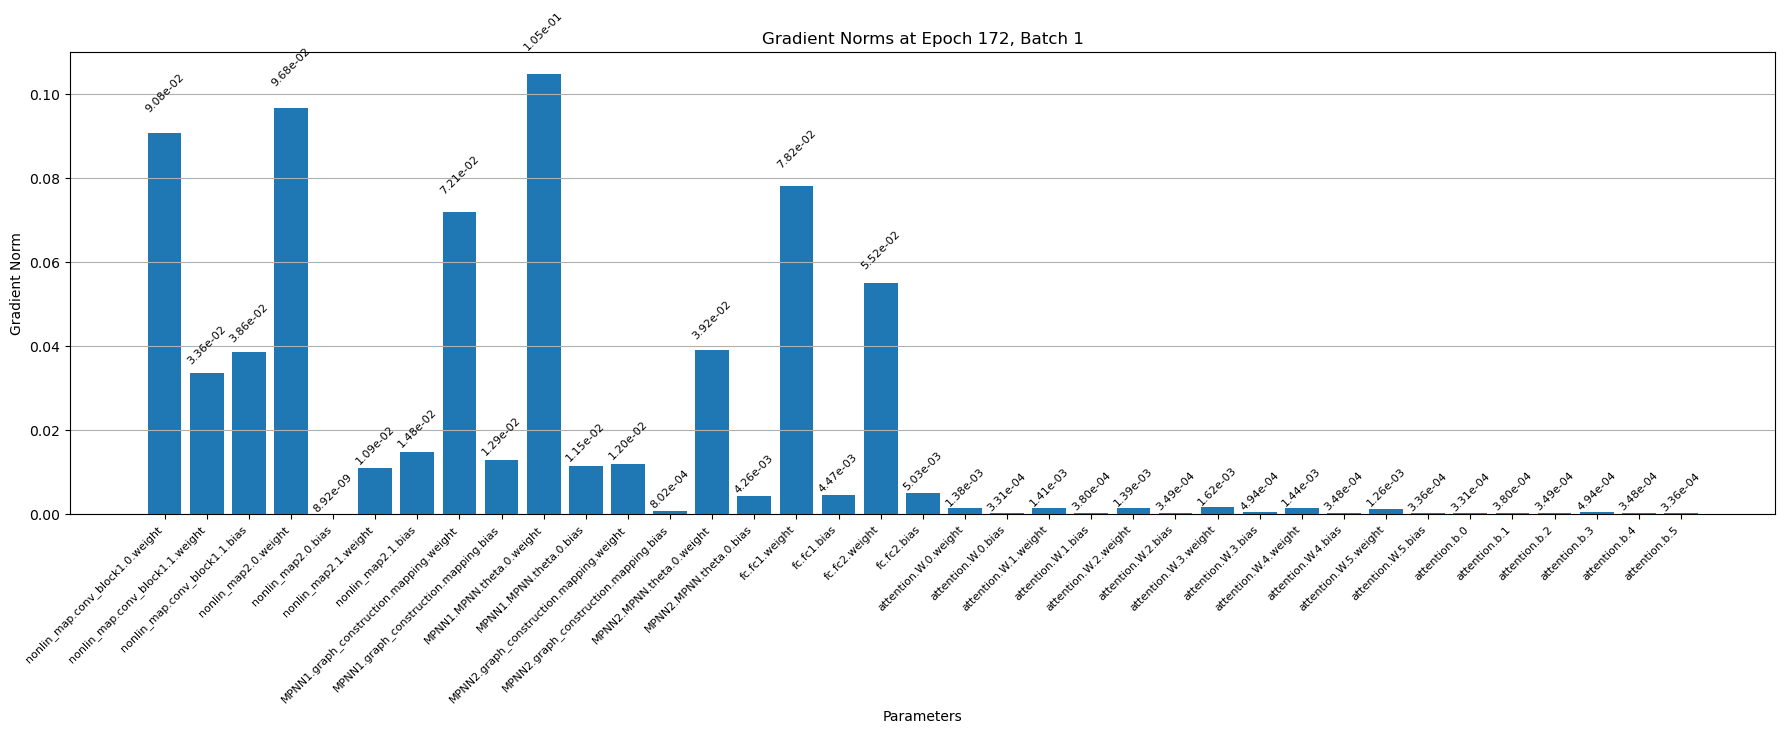 Gradient Norms at Epoch 172, Batch 1
Gradient Norm
0.10
0.08
0.06
0.04
0.02
0.00
9.08e-02
3.36e-02
3.86e-02
9.68e-02
8.92e-09
1.09e-02
1.48e-02
7.21e-02
1.29e-02
1.05e-01
1.15e-02
1.20e-02
8.02e-04
3.92e-02
4.26e-03
7.82e-02
4.47e-03
5.52e-02
5.03e-03
1.38e-03
3.31e-04
1.41e-03
3.80e-04
1.39e-03
3.49e-04
1.62e-03
4.94e-04
1.44e-03
3.48e-04
1.26e-03
3.36e-04
3.31e-04
3.80e-04
3.49e-04
4.94e-04
3.48e-04
3.36e-04
nonlin_map.conv_block1.0.weight
nonlin_map.conv_block1.1.weight
nonlin_map.conv_block1.1.bias
nonlin_map2.0.weight
nonlin_map2.0.bias
nonlin_map2.1.weight
nonlin_map2.1.bias
MPNN1.graph_construction.mapping.weight
MPNN1.graph_construction.mapping.bias
MPNN1.MPNN.theta.0.weight
MPNN1.MPNN.theta.0.bias
MPNN2.graph_construction.mapping.weight
MPNN2.graph_construction.mapping.bias
MPNN2.MPNN.theta.0.weight
MPNN2.MPNN.theta.0.bias
fc.fc1.weight
fc.fc1.bias
fc.fc2.weight
fc.fc2.bias
attention.W.0.weight
attention.W.0.bias
attention.W.1.weight
attention.W.1.bias
attention.W.2.weight
attention.W.2.bias
attention.W.3.weight
attention.W.3.bias
attention.W.4.weight
attention.W.4.bias
attention.W.5.weight
attention.W.5.bias
attention.b.0
attention.b.1
attention.b.2
attention.b.3
attention.b.4
attention.b.5
Parameters